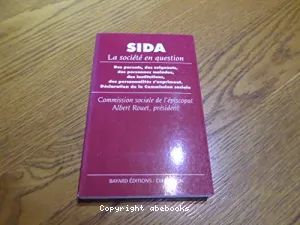 SIDA
La société en question
Des parents, des soignants,
des personnes malades,
des institutions,
des personnalités s'expriment.
Déclaration de la Commission sociale
Commission sociale de l'épiscopat
Albert Rouet, président
BAYARD ÉDITIONS /
Copyright abebooks